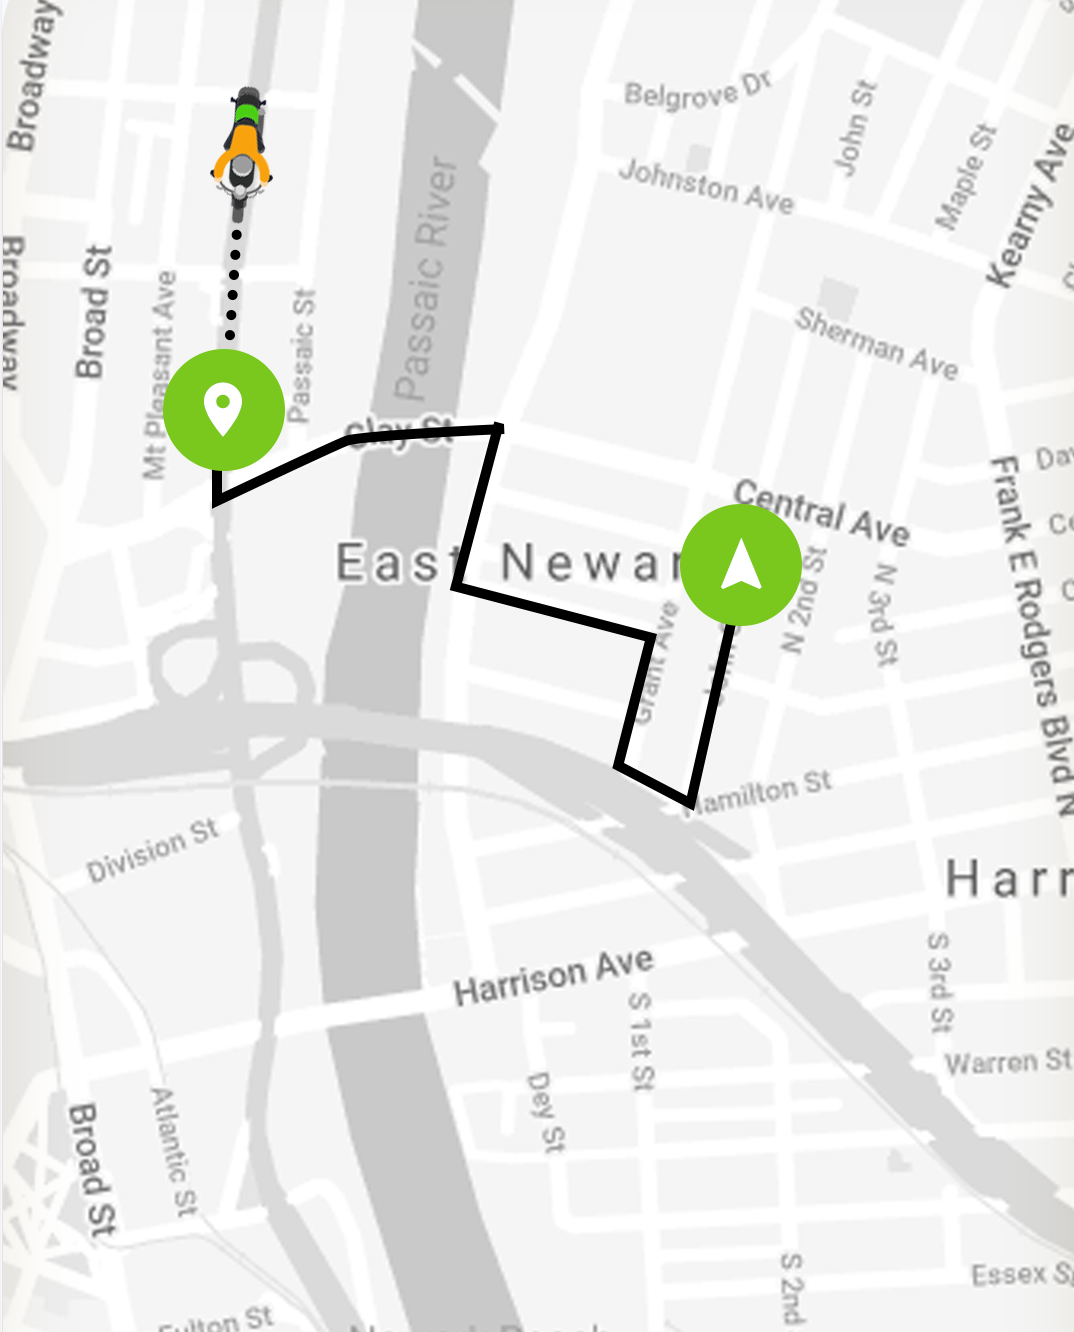 Broadway
Belgrove Dr
John St
Maple St
Kearny Ave
Johnston Ave
Passaic River
Broadway
Broad St
Mt Pleasant Ave
Passaic St
Sherman Ave
Clay St
Central Ave
Frank E Rodgers Blvd N
East Newar
N 2nd St
N 3rd St
Grant Ave
Hamilton St
Division St
Harr
Harrison Ave
S 3rd St
S 1st St
Warren St
Dey St
Atlantic St
Broad St
S 2nd
Essex S
Fulton St